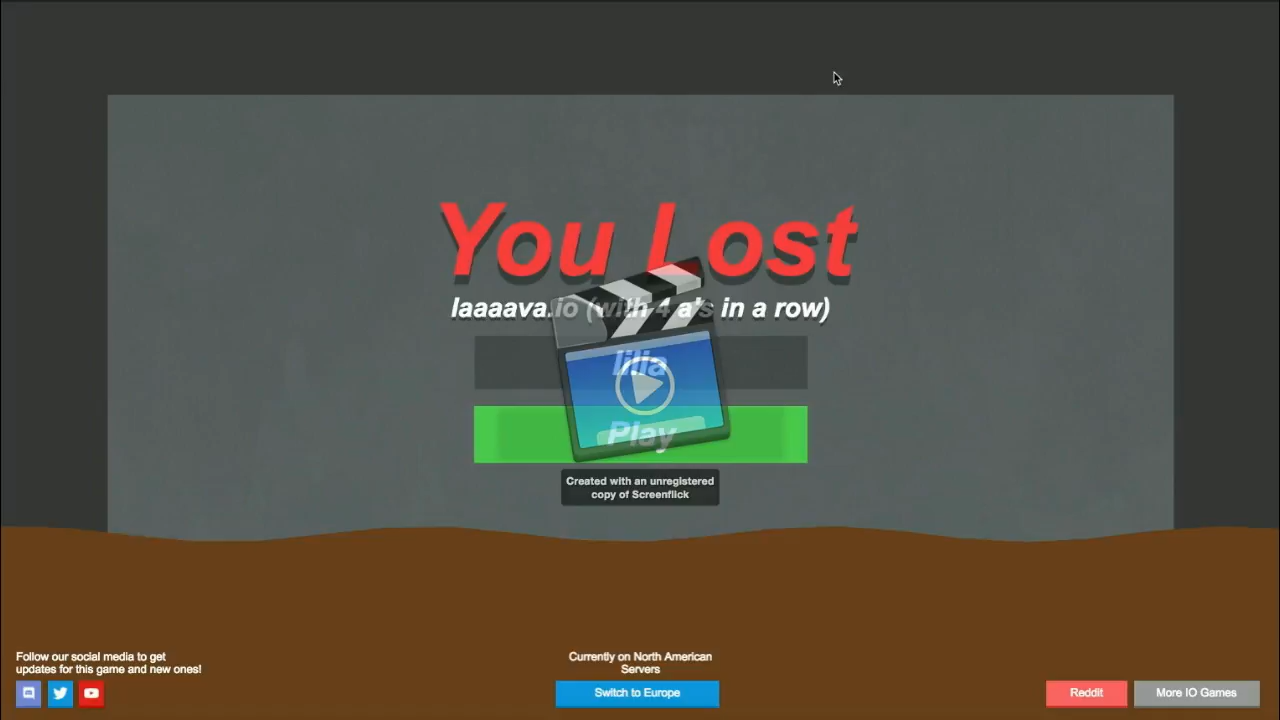 You Lost
laaaava.io (with 4 a's in a row)
lilia
Play
Created with an unregistered
copy of Screenflick
Follow our social media to get
updates for this game and new ones!
Currently on North American
Servers
Switch to Europe
Reddit
More IO Games